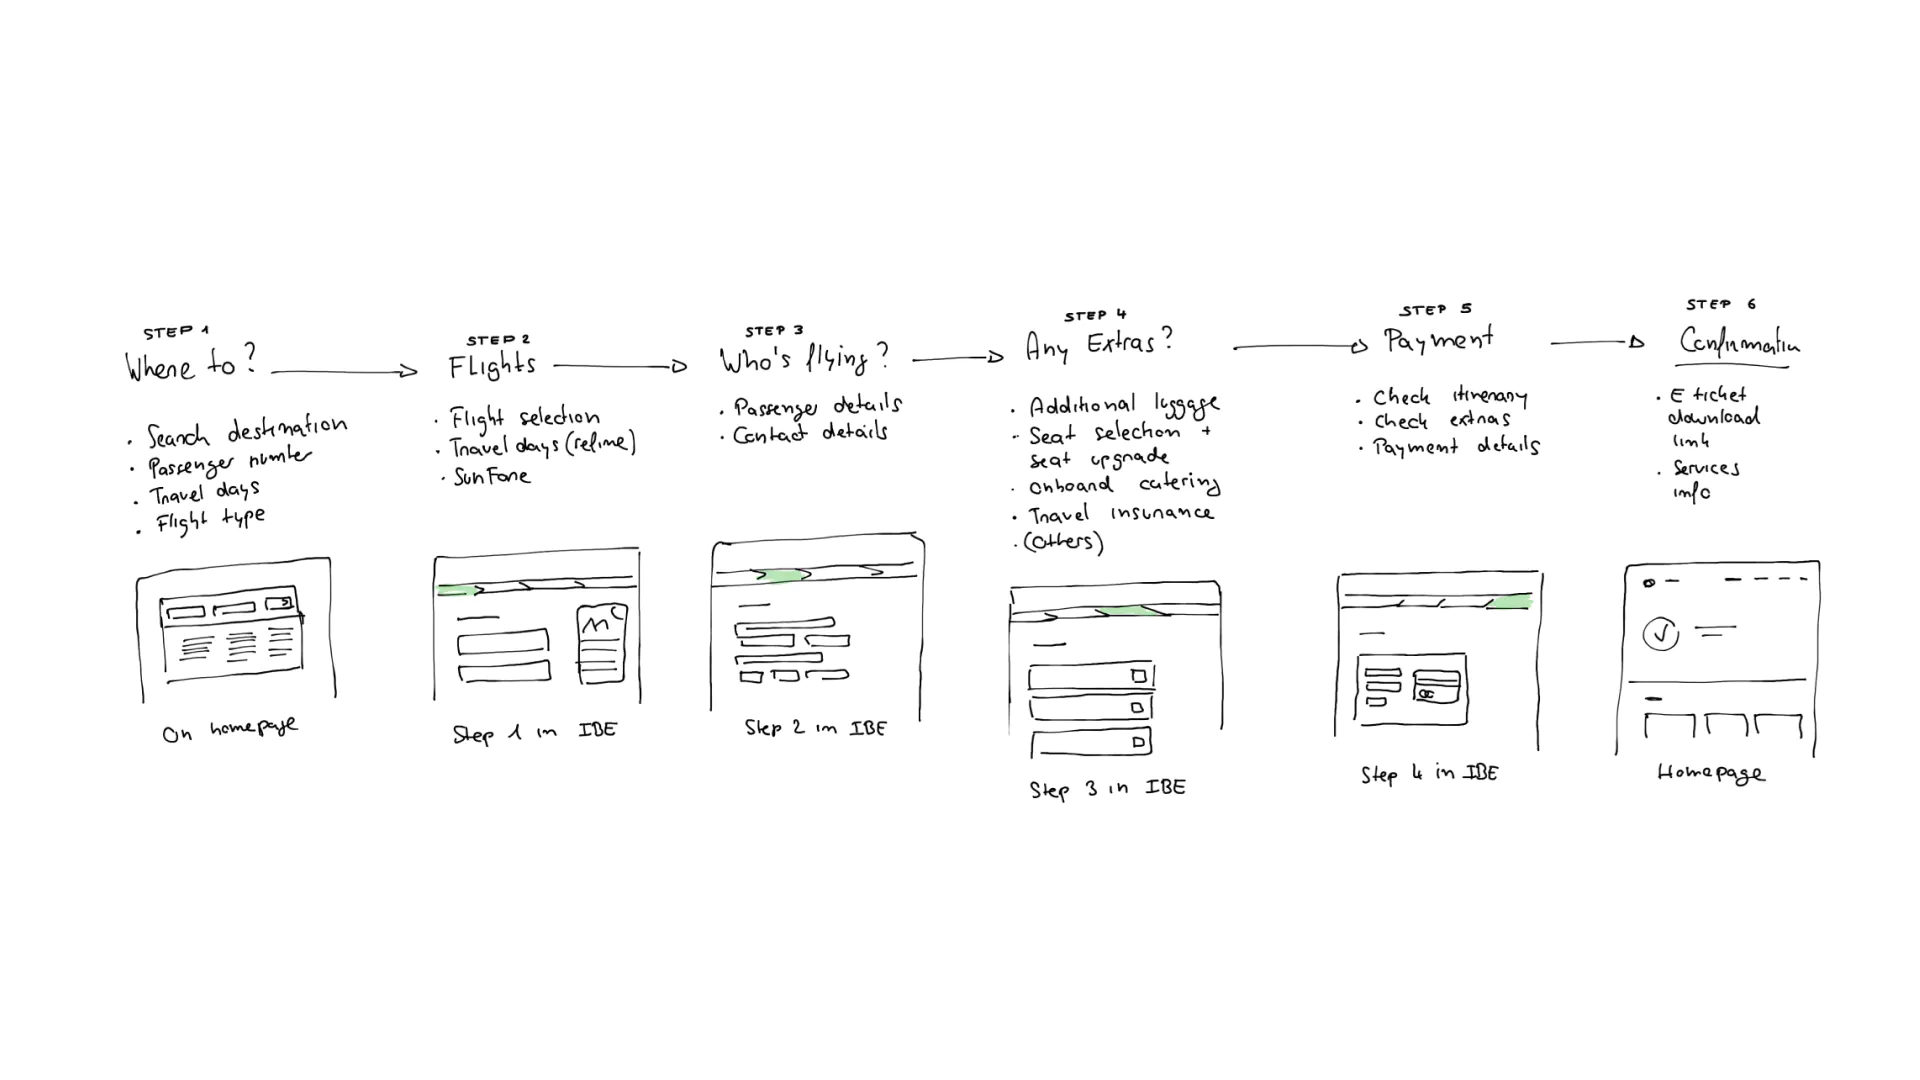 STEP 1
Where to?
• Search destination
• Passenger number
• Travel days
• Flight type
On homepage
STEP 2
Flights
• Flight selection
• Travel days (refine)
• SunFare
Step 1 in IBE
STEP 3
Who's flying?
• Passenger details
• Contact details
Step 2 in IBE
STEP 4
Any Extras?
• Additional luggage
• Seat selection +
seat upgrade
• Onboard catering
• Travel insurance
• (Others)
Step 3 in IBE
STEP 5
Payment
• Check itinerary
• Check extras
• Payment details
Step 4 in IBE
STEP 6
Confirmation
• E ticket
download
link
• Services
info
Homepage